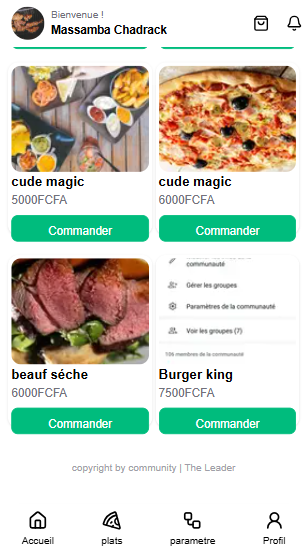 Bienvenue !
Massamba Chadrack
cude magic
5000FCFA
Commander
cude magic
6000FCFA
Commander
communauté
Gérer les groupes
Paramètres de la communauté
Voir les groupes (7)
106 membres de la communauté
beauf séche
6000FCFA
Commander
Burger king
7500FCFA
Commander
copyright by community | The Leader
Accueil
plats
parametre
Profil